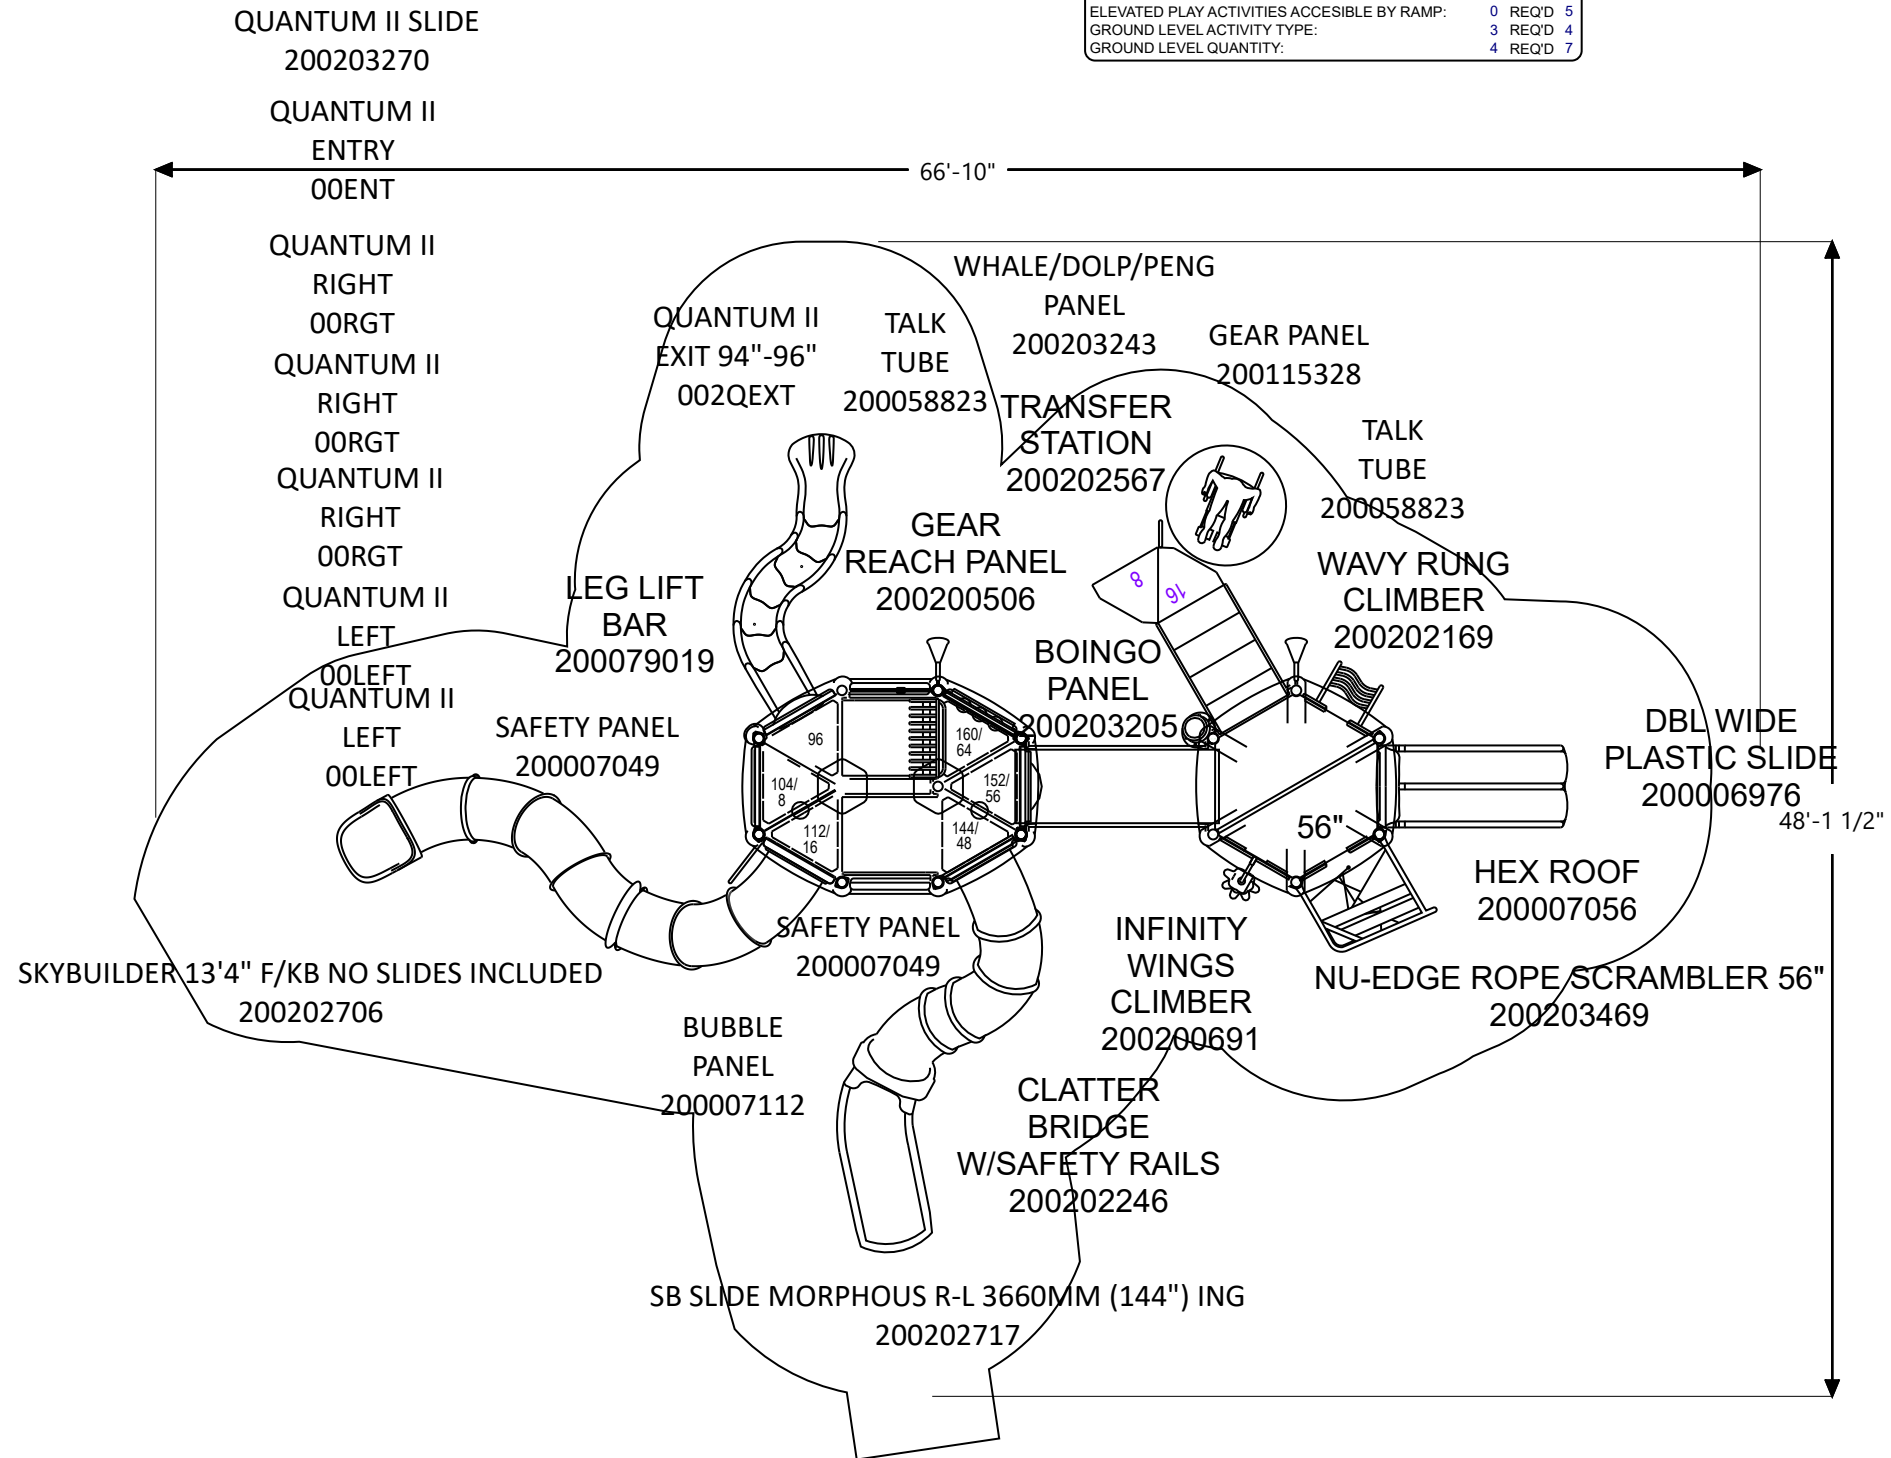 ELEVATED PLAY ACTIVITIES ACCESIBLE BY RAMP: 0 REQ'D 5
GROUND LEVEL ACTIVITY TYPE: 3 REQ'D 4
GROUND LEVEL QUANTITY: 4 REQ'D 7
QUANTUM II SLIDE
200203270
QUANTUM II
ENTRY
00ENT
66'-10"
QUANTUM II
RIGHT
00RGT
QUANTUM II
RIGHT
00RGT
QUANTUM II
RIGHT
00RGT
QUANTUM II
LEFT
00LEFT
QUANTUM II
LEFT
00LEFT
QUANTUM II
EXIT 94"-96"
002QEXT
TALK
TUBE
200058823
WHALE/DOLP/PENG
PANEL
200203243
GEAR PANEL
200115328
TRANSFER
STATION
200202567
TALK
TUBE
200058823
GEAR
REACH PANEL
200200506
WAVY RUNG
CLIMBER
200202169
LEG LIFT
BAR
200079019
BOINGO
PANEL
200203205
8
16
SAFETY PANEL
200007049
DBL WIDE
PLASTIC SLIDE
200006976
48'-1 1/2"
96
160/
64
104/
8
152/
56
112/
16
144/
48
56"
HEX ROOF
200007056
SAFETY PANEL
200007049
INFINITY
WINGS
CLIMBER
200200691
NU-EDGE ROPE SCRAMBLER 56"
200203469
SKYBUILDER 13'4" F/KB NO SLIDES INCLUDED
200202706
BUBBLE
PANEL
200007112
CLATTER
BRIDGE
W/SAFETY RAILS
200202246
SB SLIDE MORPHOUS R-L 3660MM (144") ING
200202717